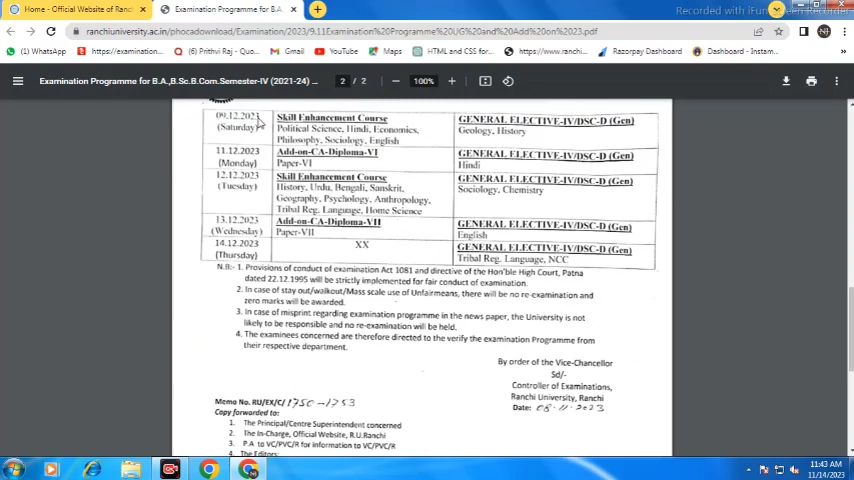 Recorded with iFun Screen Recorder
Home - Official Website of Ranc
Examination Programme for B.A.,B
ranchiuniversity.ac.in/phocadownload/Examination/2023/9.11Examination%20Programme%20UG%20and%20Add%20on%202023.pdf
(1) WhatsApp
https://examination...
Prithvi Raj - Quo...
Gmail
YouTube
Maps
HTML and CSS for...
https://www.ranchi...
Razorpay Dashboard
Dashboard - Instam...
Examination Programme for B.A.,B.Sc.B.Com.Semester-IV (2021-24) ...
2 / 2
100%
09.12.2023
(Saturday)
Skill Enhancement Course
Political Science, Hindi, Economics,
Philosophy, Sociology, English
GENERAL ELECTIVE-IV/DSC-D (Gen)
Geology, History
11.12.2023
(Monday)
Add-on-CA-Diploma-VI
Paper-VI
GENERAL ELECTIVE-IV/DSC-D (Gen)
Hindi
12.12.2023
(Tuesday)
Skill Enhancement Course
History, Urdu, Bengali, Sanskrit,
Geography, Psychology, Anthropology,
Tribal Reg. Language, Home Science
GENERAL ELECTIVE-IV/DSC-D (Gen)
Sociology, Chemistry
13.12.2023
(Wednesday)
Add-on-CA-Diploma-VII
Paper-VII
GENERAL ELECTIVE-IV/DSC-D (Gen)
English
14.12.2023
(Thursday)
XX
GENERAL ELECTIVE-IV/DSC-D (Gen)
Tribal Reg. Language, NCC
N.B:- 1. Provisions of conduct of examination Act 1081 and directive of the Hon'ble High Court, Patna
dated 22.12.1995 will be strictly implemented for fair conduct of examination.
2. In case of stay out/walkout/Mass scale use of Unfairmeans, there will be no re-examination and
zero marks will be awarded.
3. In case of misprint regarding examination programme in the news paper, the University is not
likely to be responsible and no re-examination will be held.
4. The examinees concerned are therefore directed to the verify the examination Programme from
their respective department.
By order of the Vice-Chancellor
Sd/-
Controller of Examinations,
Ranchi University, Ranchi
Date: 08-11-2023
Memo No. RU/EX/C/1750-1753
Copy forwarded to:
1. The Principal/Centre Superintendent concerned
2. The In-Charge, Official Website, R.U.Ranchi
3. P.A to VC/PVC/R for Information to VC/PVC/R
4. The Editors:
11:43 AM
11/14/2023